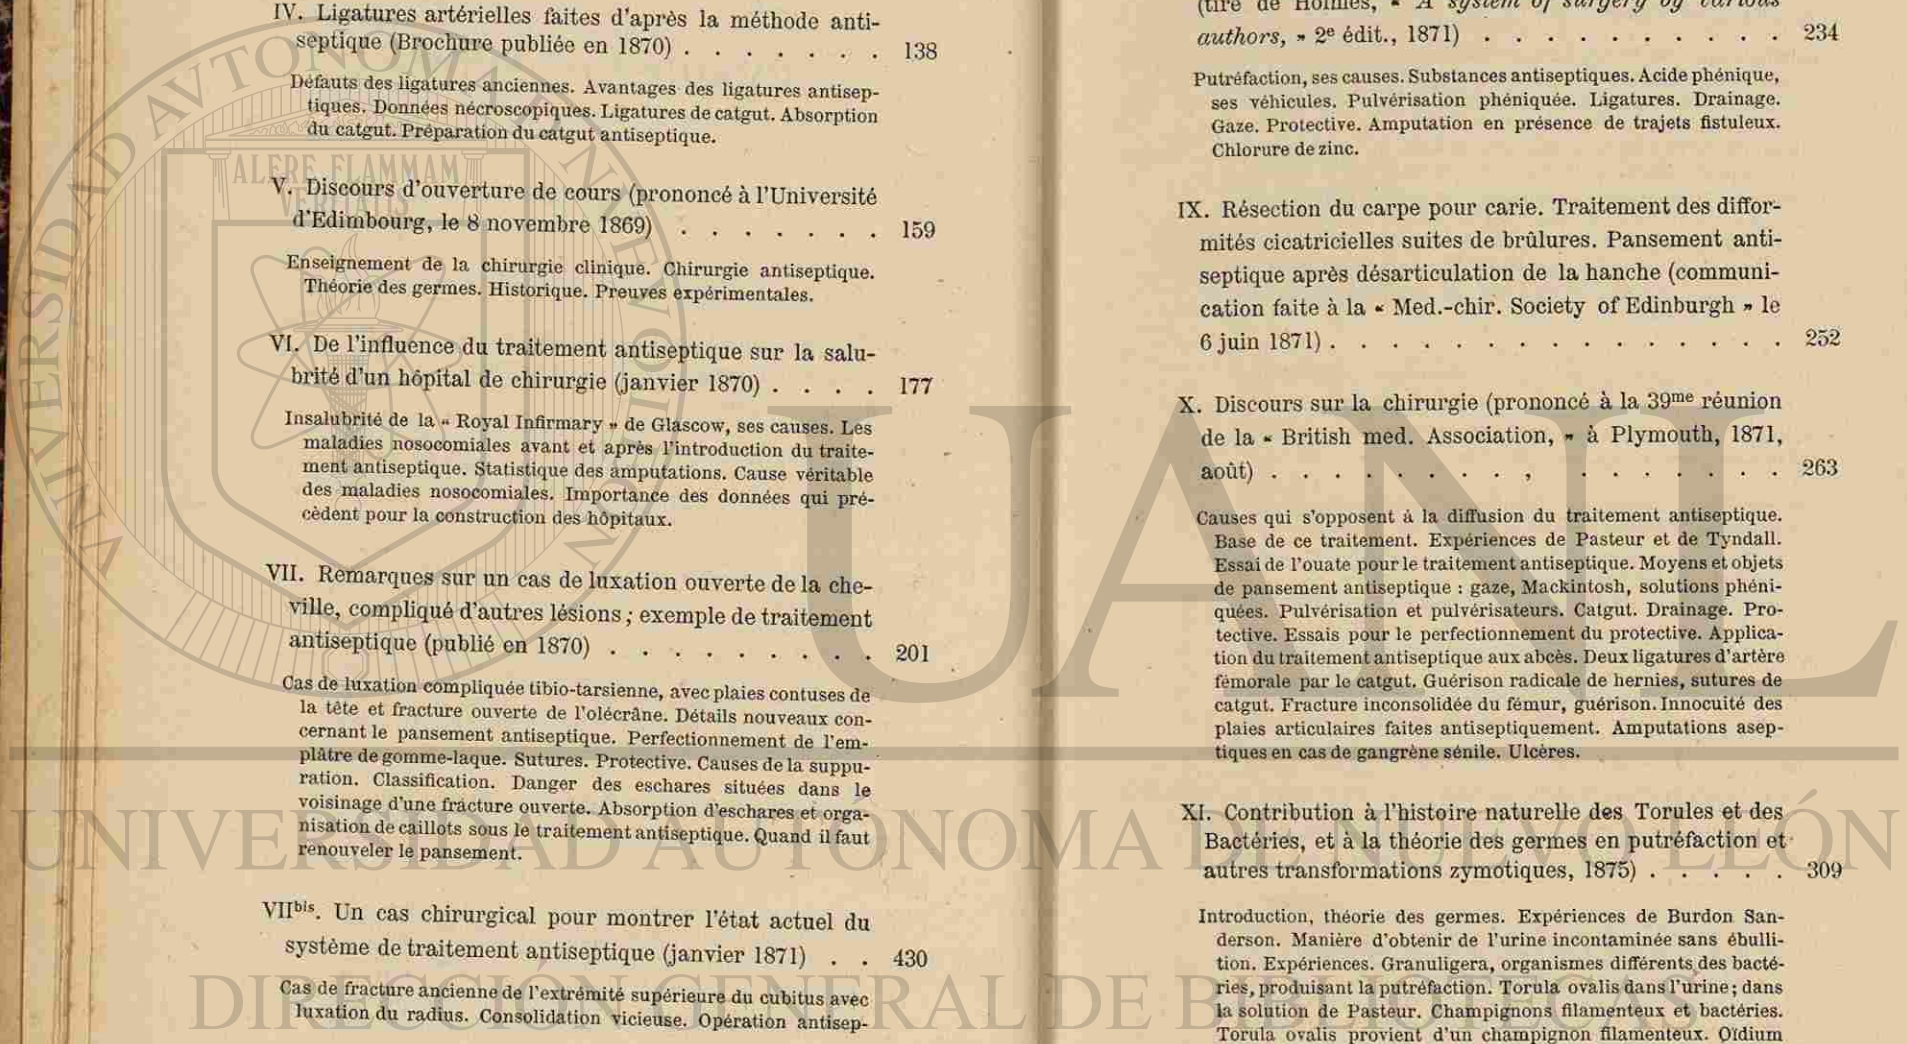 IV. Ligatures artérielles faites d'après la méthode anti-
septique (Brochure publiée en 1870) . . . . . . . 138
Défauts des ligatures anciennes. Avantages des ligatures antisep-
tiques. Données nécroscopiques. Ligatures de catgut. Absorption
du catgut. Préparation du catgut antiseptique.
V. Discours d'ouverture de cours (prononcé à l'Université
d'Edimbourg, le 8 novembre 1869) . . . . . . . 159
Enseignement de la chirurgie clinique. Chirurgie antiseptique.
Théorie des germes. Historique. Preuves expérimentales.
VI. De l'influence du traitement antiseptique sur la salu-
brité d'un hôpital de chirurgie (janvier 1870) . . . . 177
Insalubrité de la « Royal Infirmary » de Glascow, ses causes. Les
maladies nosocomiales avant et après l'introduction du traite-
ment antiseptique. Statistique des amputations. Cause véritable
des maladies nosocomiales. Importance des données qui pré-
cèdent pour la construction des hôpitaux.
VII. Remarques sur un cas de luxation ouverte de la che-
ville, compliqué d'autres lésions ; exemple de traitement
antiseptique (publié en 1870) . . . . . . . . . 201
Cas de luxation compliquée tibio-tarsienne, avec plaies contuses de
la tête et fracture ouverte de l'olécrâne. Détails nouveaux con-
cernant le pansement antiseptique. Perfectionnement de l'em-
plâtre de gomme-laque. Sutures. Protective. Causes de la suppu-
ration. Classification. Danger des eschares situées dans le
voisinage d'une fracture ouverte. Absorption d'eschares et orga-
nisation de caillots sous le traitement antiseptique. Quand il faut
renouveler le pansement.
VIIbis. Un cas chirurgical pour montrer l'état actuel du
système de traitement antiseptique (janvier 1871) . . 430
Cas de fracture ancienne de l'extrémité supérieure du cubitus avec
luxation du radius. Consolidation vicieuse. Opération antisep-
(tiré de Holmes, « A system of surgery by various
authors, » 2e édit., 1871) . . . . . . . . . . 234
Putréfaction, ses causes. Substances antiseptiques. Acide phénique,
ses véhicules. Pulvérisation phéniquée. Ligatures. Drainage.
Gaze. Protective. Amputation en présence de trajets fistuleux.
Chlorure de zinc.
IX. Résection du carpe pour carie. Traitement des diffor-
mités cicatricielles suites de brûlures. Pansement anti-
septique après désarticulation de la hanche (communi-
cation faite à la « Med.-chir. Society of Edinburgh » le
6 juin 1871) . . . . . . . . . . . . . . . 252
X. Discours sur la chirurgie (prononcé à la 39me réunion
de la « British med. Association, » à Plymouth, 1871,
août) . . . . . . . . , . . . . . . . 263
Causes qui s'opposent à la diffusion du traitement antiseptique.
Base de ce traitement. Expériences de Pasteur et de Tyndall.
Essai de l'ouate pour le traitement antiseptique. Moyens et objets
de pansement antiseptique : gaze, Mackintosh, solutions phéni-
quées. Pulvérisation et pulvérisateurs. Catgut. Drainage. Pro-
tective. Essais pour le perfectionnement du protective. Applica-
tion du traitement antiseptique aux abcès. Deux ligatures d'artère
fémorale par le catgut. Guérison radicale de hernies, sutures de
catgut. Fracture inconsolidée du fémur, guérison. Innocuité des
plaies articulaires faites antiseptiquement. Amputations asep-
tiques en cas de gangrène sénile. Ulcères.
XI. Contribution à l'histoire naturelle des Torules et des
Bactéries, et à la théorie des germes en putréfaction et
autres transformations zymotiques, 1875) . . . . . 309
Introduction, théorie des germes. Expériences de Burdon San-
derson. Manière d'obtenir de l'urine incontaminée sans ébulli-
tion. Expériences. Granuligera, organismes différents des bacté-
ries, produisant la putréfaction. Torula ovalis dans l'urine ; dans
la solution de Pasteur. Champignons filamenteux et bactéries.
Torula ovalis provient d'un champignon filamenteux. Oïdium
UNIVERSIDAD AUTONOMA DE NUEVO LEON
ALERE FLAMMAM
VERITATIS
UANL
UNIVERSIDAD AUTÓNOMA DE NUEVO LEÓN
DIRECCIÓN GENERAL DE BIBLIOTECAS